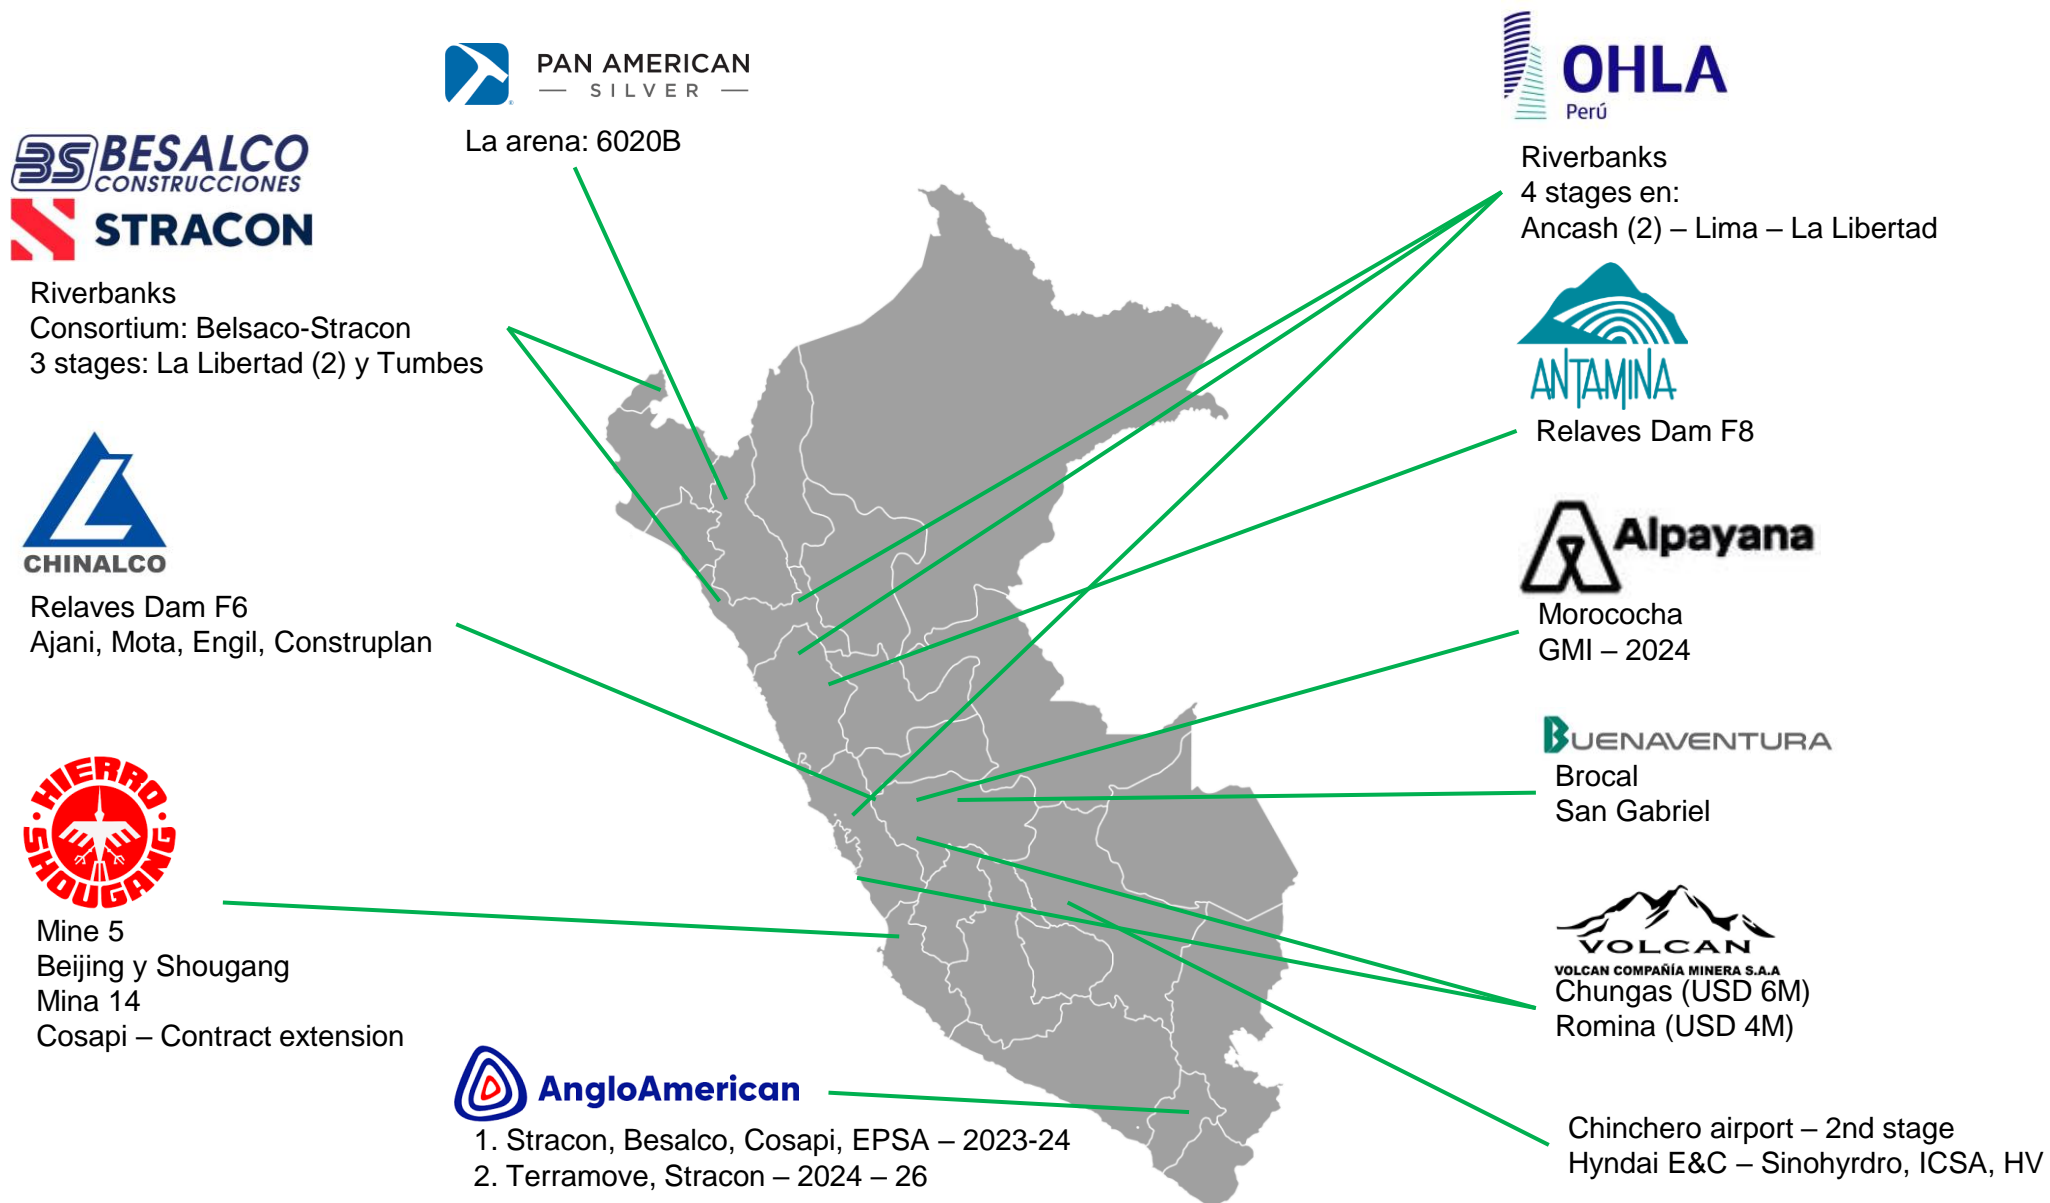 PAN AMERICAN
— SILVER —
La arena: 6020B
BS BESALCO
CONSTRUCCIONES
STRACON
Riverbanks
Consortium: Belsaco-Stracon
3 stages: La Libertad (2) y Tumbes
CHINALCO
Relaves Dam F6
Ajani, Mota, Engil, Construplan
HIERRO
SHOUGANG
Mine 5
Beijing y Shougang
Mina 14
Cosapi – Contract extension
AngloAmerican
1. Stracon, Besalco, Cosapi, EPSA – 2023-24
2. Terramove, Stracon – 2024 – 26
OHLA
Perú
Riverbanks
4 stages en:
Ancash (2) – Lima – La Libertad
ANTAMINA
Relaves Dam F8
Alpayana
Morococha
GMI – 2024
BUENAVENTURA
Brocal
San Gabriel
VOLCAN
VOLCAN COMPAÑÍA MINERA S.A.A
Chungas (USD 6M)
Romina (USD 4M)
Chinchero airport – 2nd stage
Hyndai E&C – Sinohyrdro, ICSA, HV